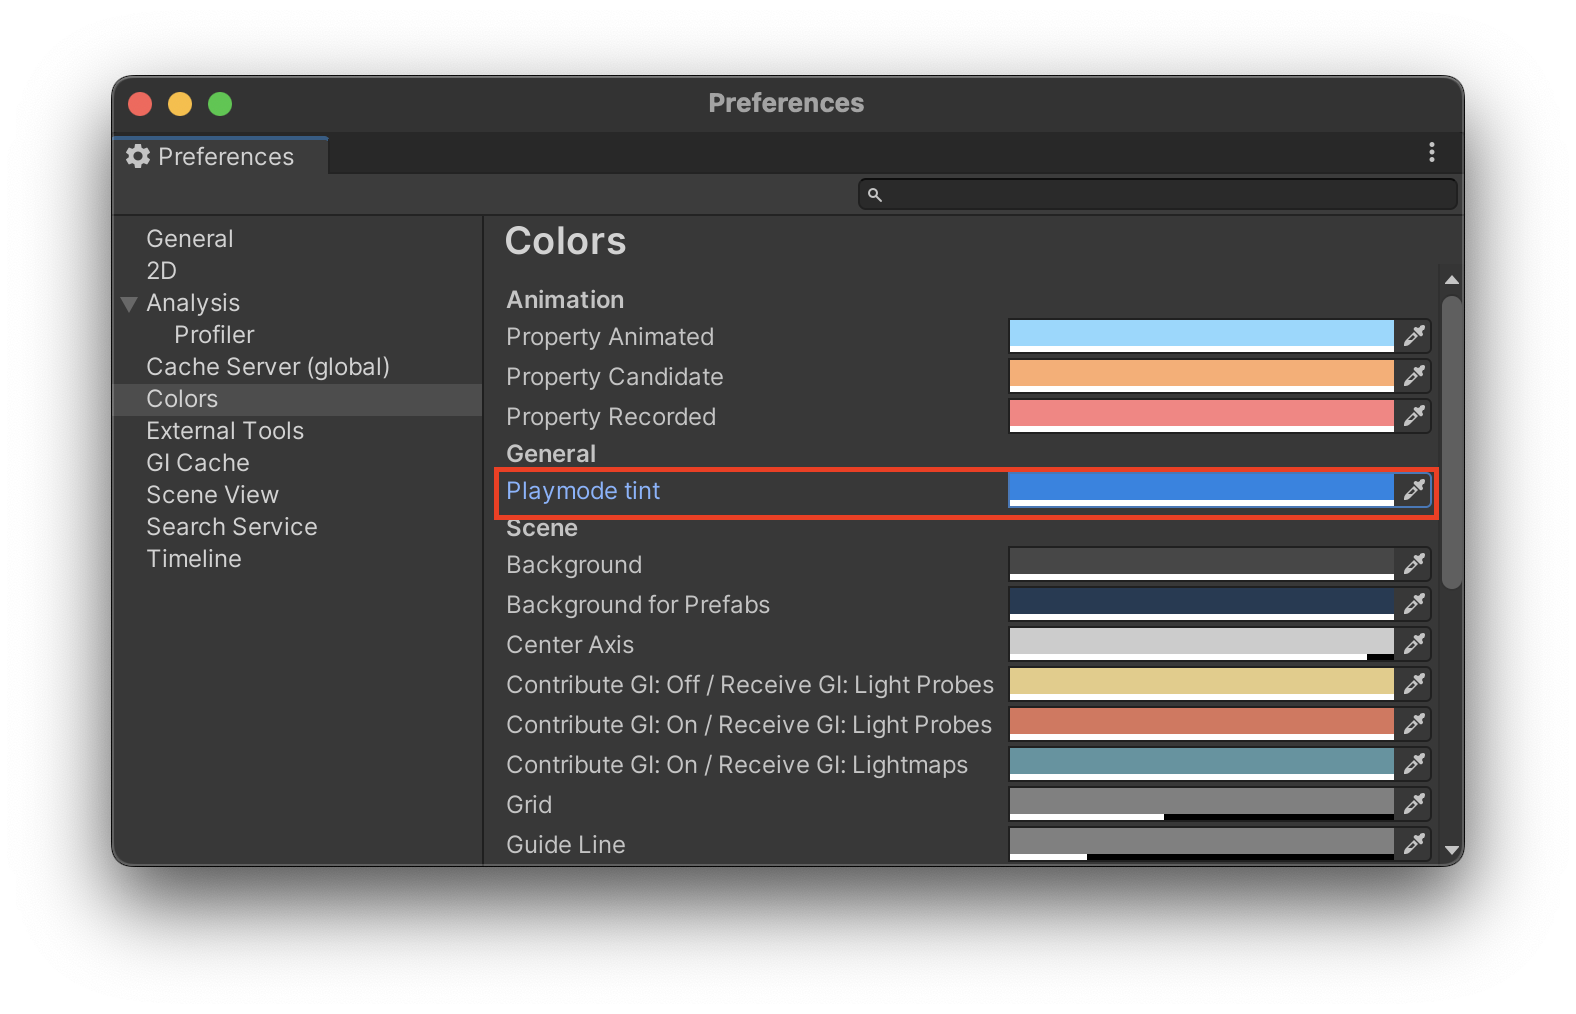 Preferences
Preferences
General
2D
Analysis
Profiler
Cache Server (global)
Colors
External Tools
GI Cache
Scene View
Search Service
Timeline
Colors
Animation
Property Animated
Property Candidate
Property Recorded
General
Playmode tint
Scene
Background
Background for Prefabs
Center Axis
Contribute GI: Off / Receive GI: Light Probes
Contribute GI: On / Receive GI: Light Probes
Contribute GI: On / Receive GI: Lightmaps
Grid
Guide Line